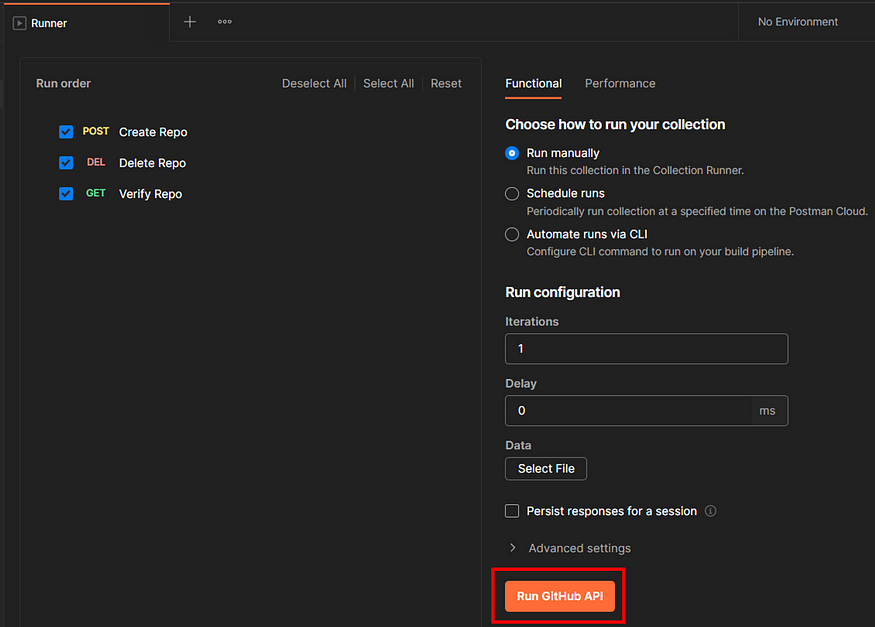 Runner
No Environment
Run order
Deselect All
Select All
Reset
POST Create Repo
DEL Delete Repo
GET Verify Repo
Functional
Performance
Choose how to run your collection
Run manually
Run this collection in the Collection Runner.
Schedule runs
Periodically run collection at a specified time on the Postman Cloud.
Automate runs via CLI
Configure CLI command to run on your build pipeline.
Run configuration
Iterations
1
Delay
0 ms
Data
Select File
Persist responses for a session
Advanced settings
Run GitHub API